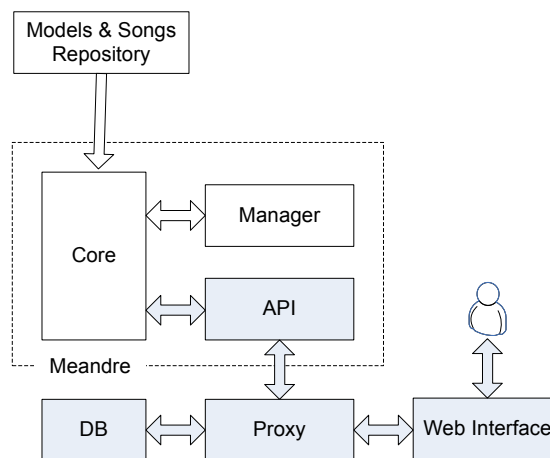 Models & Songs
Repository
Manager
Core
API
Meandre
DB
Proxy
Web Interface